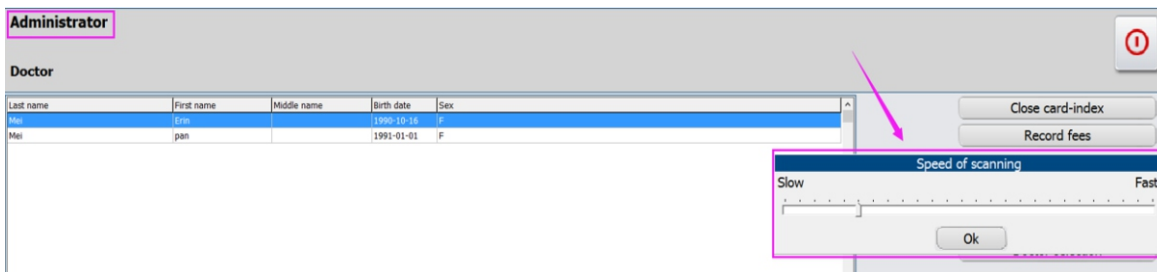 Administrator
Doctor
Last name First name Middle name Birth date Sex
Mei Erin 1990-10-16 F
Mei pan 1991-01-01 F
Close card-index
Record fees
Speed of scanning
Slow Fast
Ok